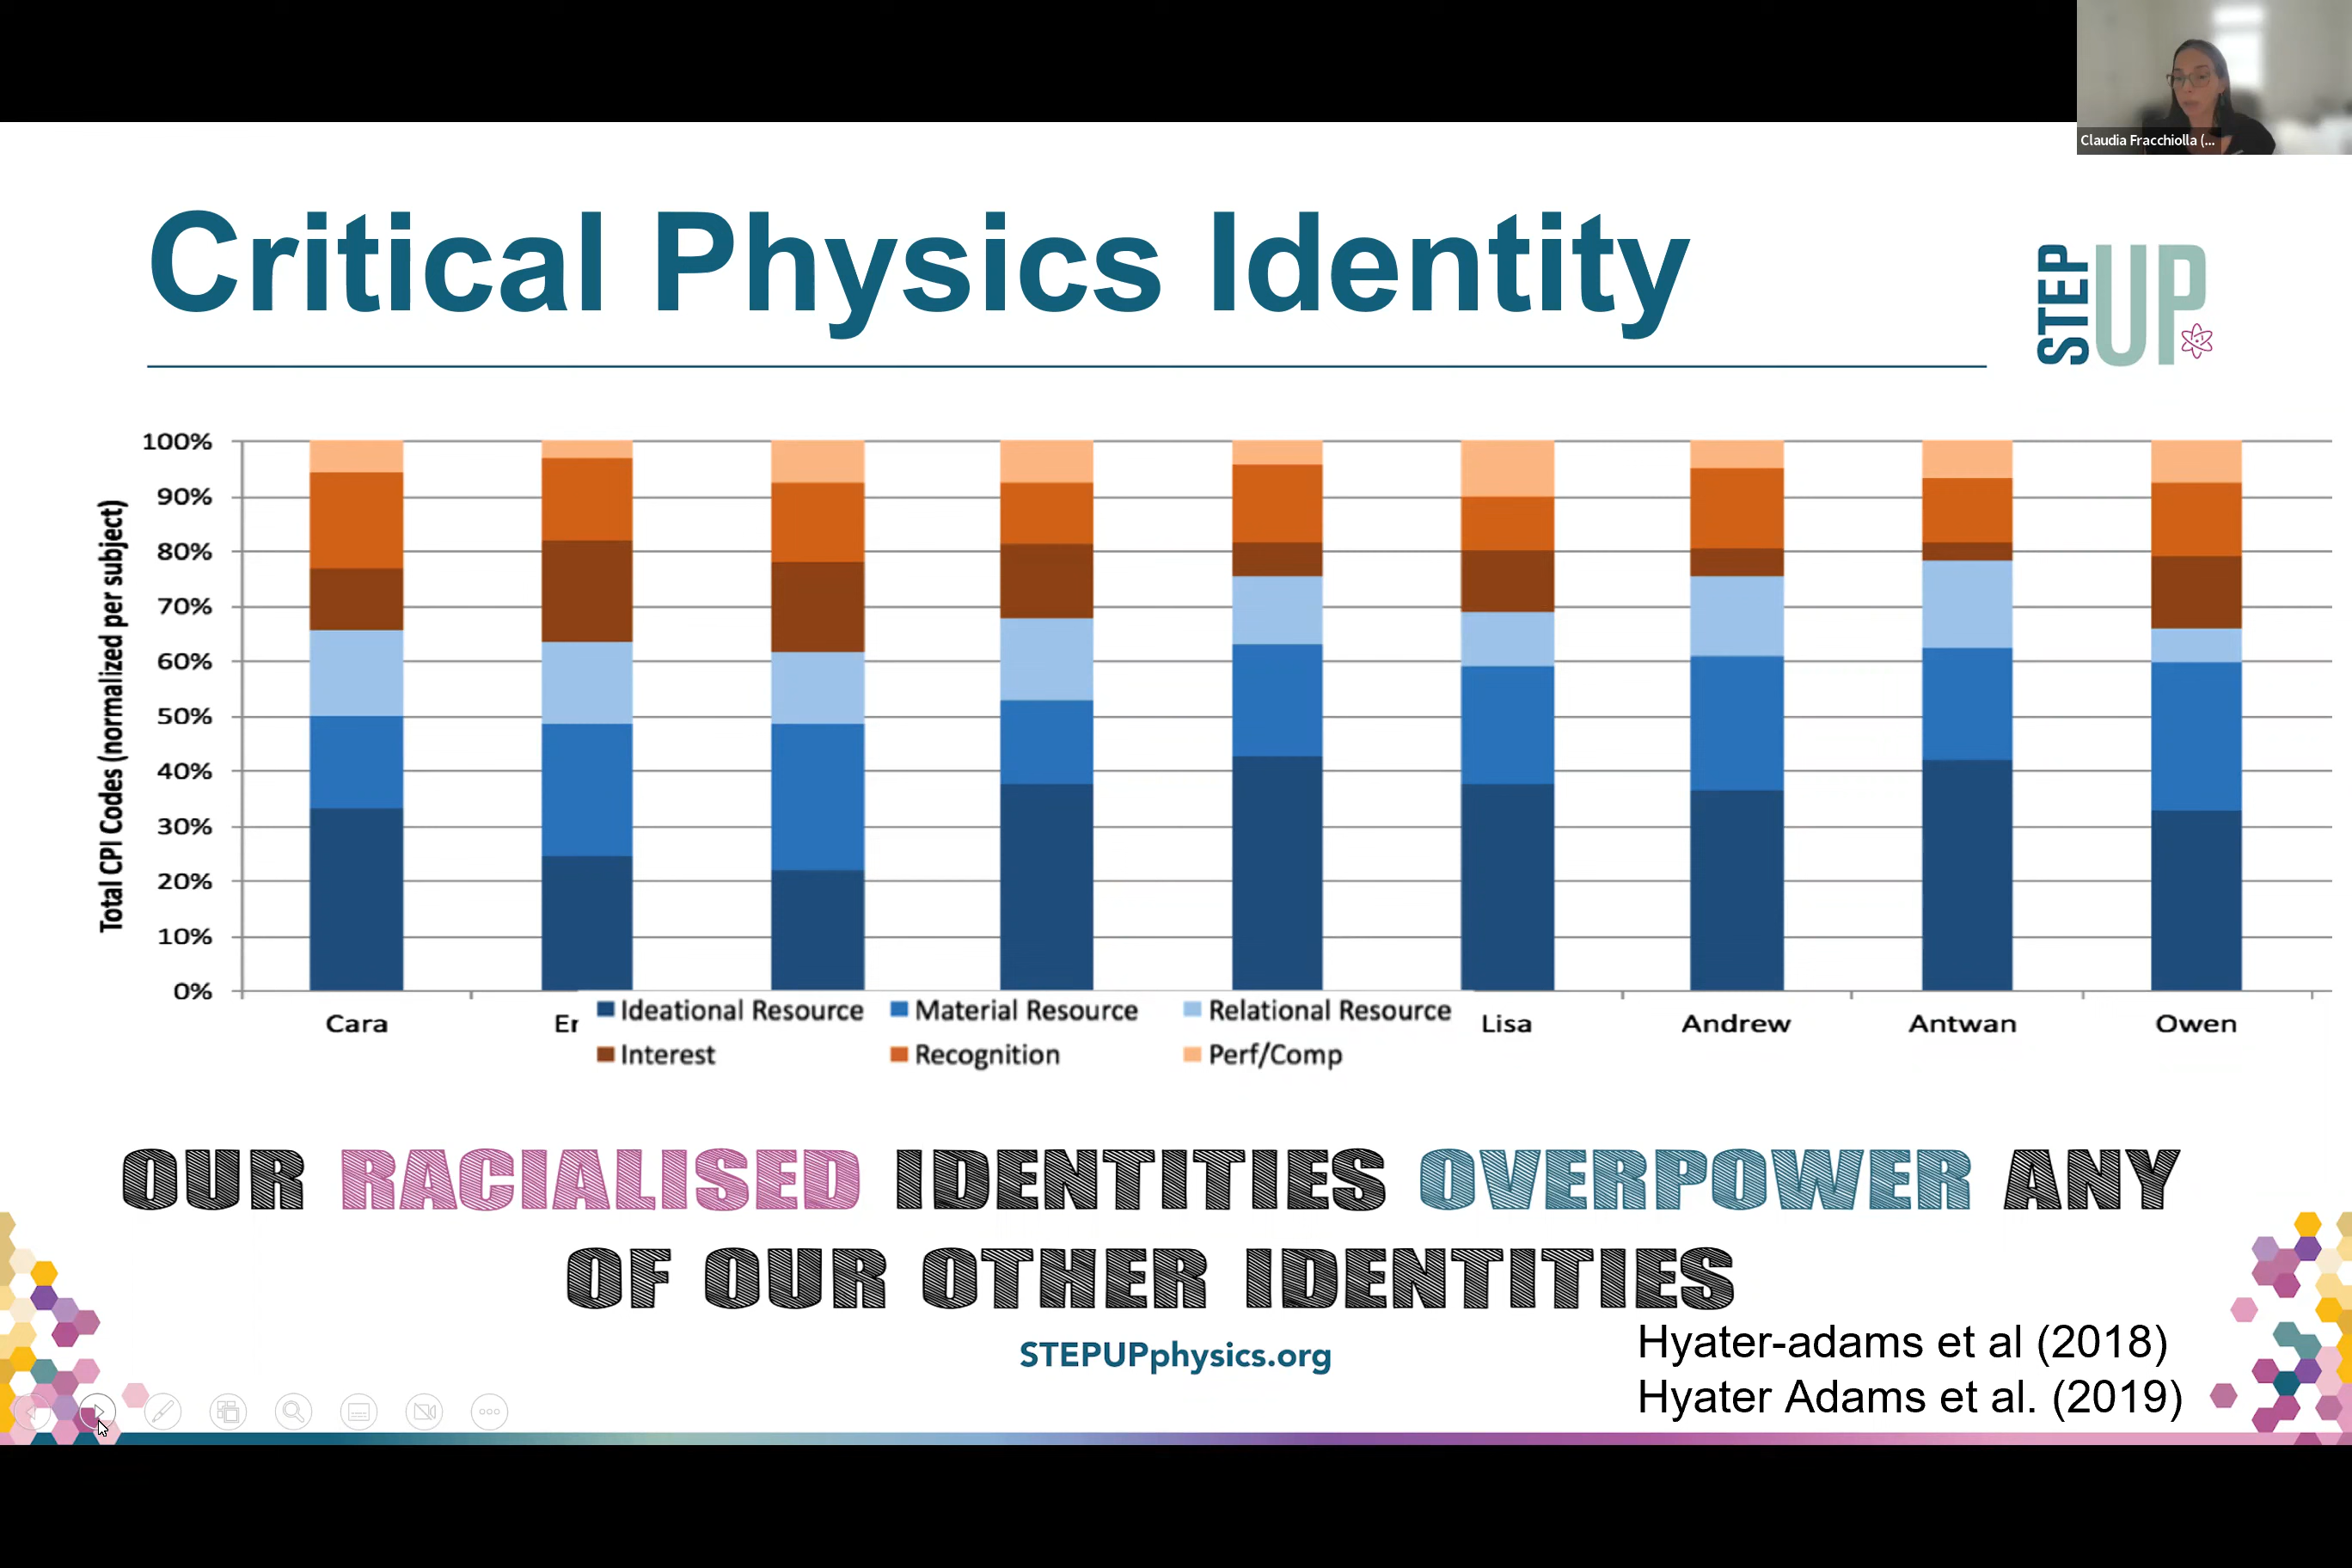 Claudia Fracchiolla (...
Critical Physics Identity
STEP UP
Total CPI Codes (normalized per subject)
100%
90%
80%
70%
60%
50%
40%
30%
20%
10%
0%
Cara Er Lisa Andrew Antwan Owen
Ideational Resource Material Resource Relational Resource
Interest Recognition Perf/Comp
OUR RACIALISED IDENTITIES OVERPOWER ANY
OF OUR OTHER IDENTITIES
STEPUPphysics.org
Hyater-adams et al (2018)
Hyater Adams et al. (2019)